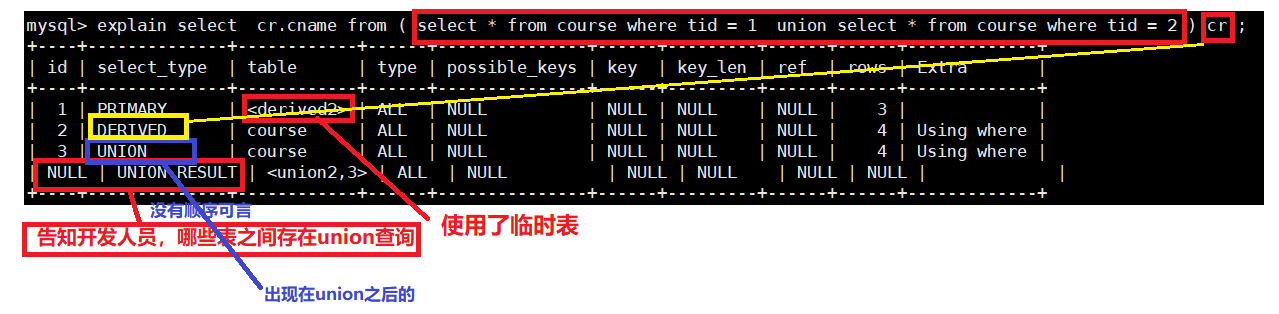 mysql> explain select  cr.cname from ( select * from course where tid = 1  union select * from course where tid = 2 ) cr ;
+----+--------------+------------+------+---------------+------+---------+------+------+-------------+
| id | select_type  | table      | type | possible_keys | key  | key_len | ref  | rows | Extra       |
+----+--------------+------------+------+---------------+------+---------+------+------+-------------+
|  1 | PRIMARY      | <derived2> | ALL  | NULL          | NULL | NULL    | NULL |    3 |             |
|  2 | DERIVED      | course     | ALL  | NULL          | NULL | NULL    | NULL |    4 | Using where |
|  3 | UNION        | course     | ALL  | NULL          | NULL | NULL    | NULL |    4 | Using where |
| NULL | UNION RESULT | <union2,3> | ALL  | NULL          | NULL | NULL    | NULL | NULL |             |
+----+--------------+------------+------+---------------+------+---------+------+------+-------------+
没有顺序可言
使用了临时表
告知开发人员，哪些表之间存在union查询
出现在union之后的